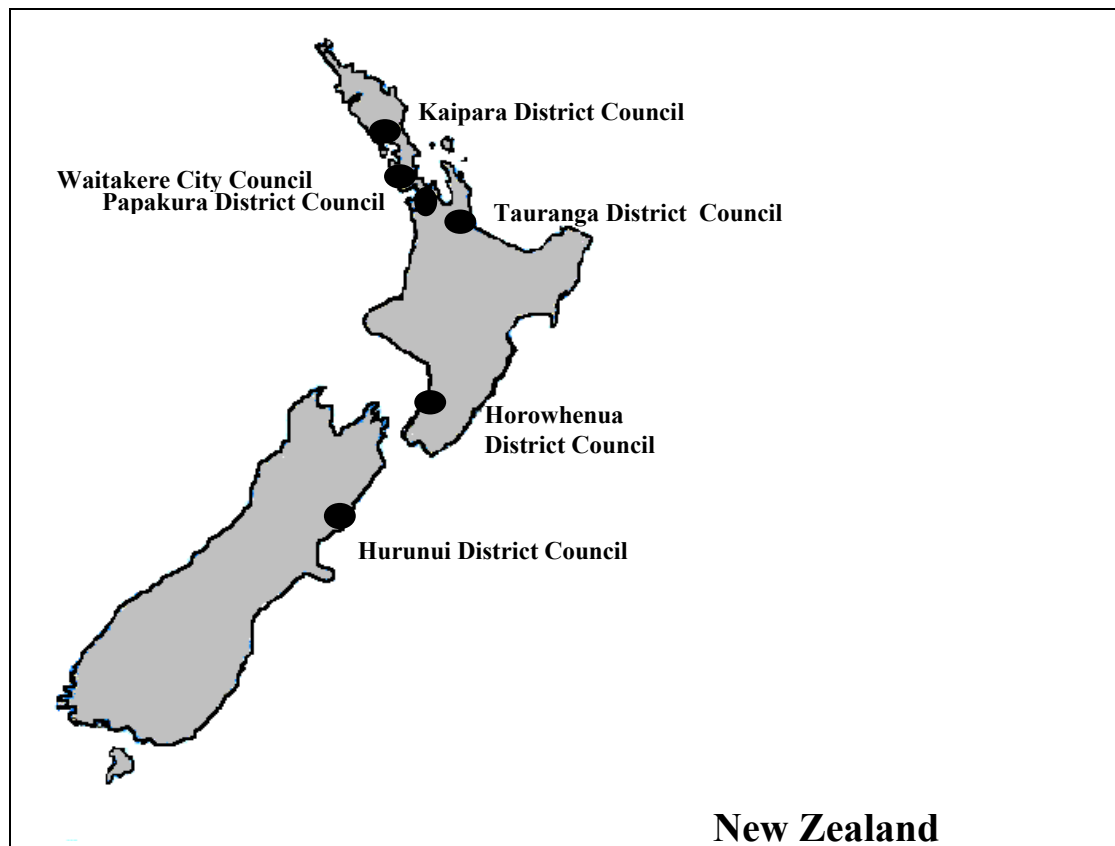 Kaipara District Council
Waitakere City Council
Papakura District Council
Tauranga District Council
Horowhenua
District Council
Hurunui District Council
New Zealand